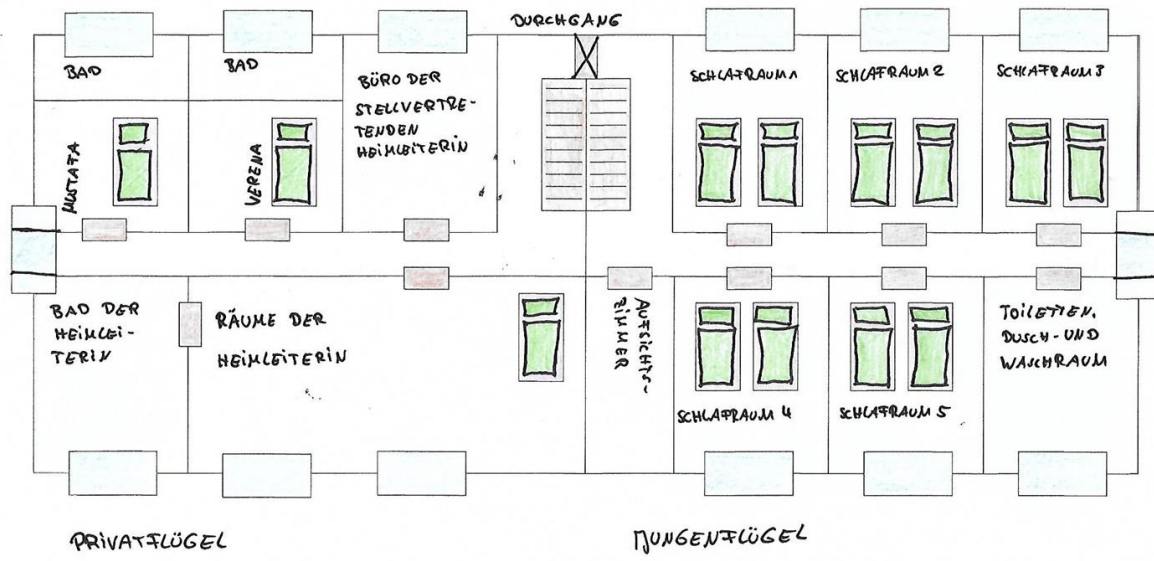 DURCHGANG
BAD
BAD
BÜRO DER
STELLVERTRE-
TENDEN
HEIMLEITERIN
SCHLAFRAUM 1
SCHLAFRAUM 2
SCHLAFRAUM 3
MUSTAFA
VERENA
BAD DER
HEIMLEI-
TERIN
RÄUME DER
HEIMLEITERIN
AUFSICHTS-
ZIMMER
TOILETTEN,
DUSCH- UND
WASCHRAUM
SCHLAFRAUM 4
SCHLAFRAUM 5
PRIVATFLÜGEL
JUNGENFLÜGEL